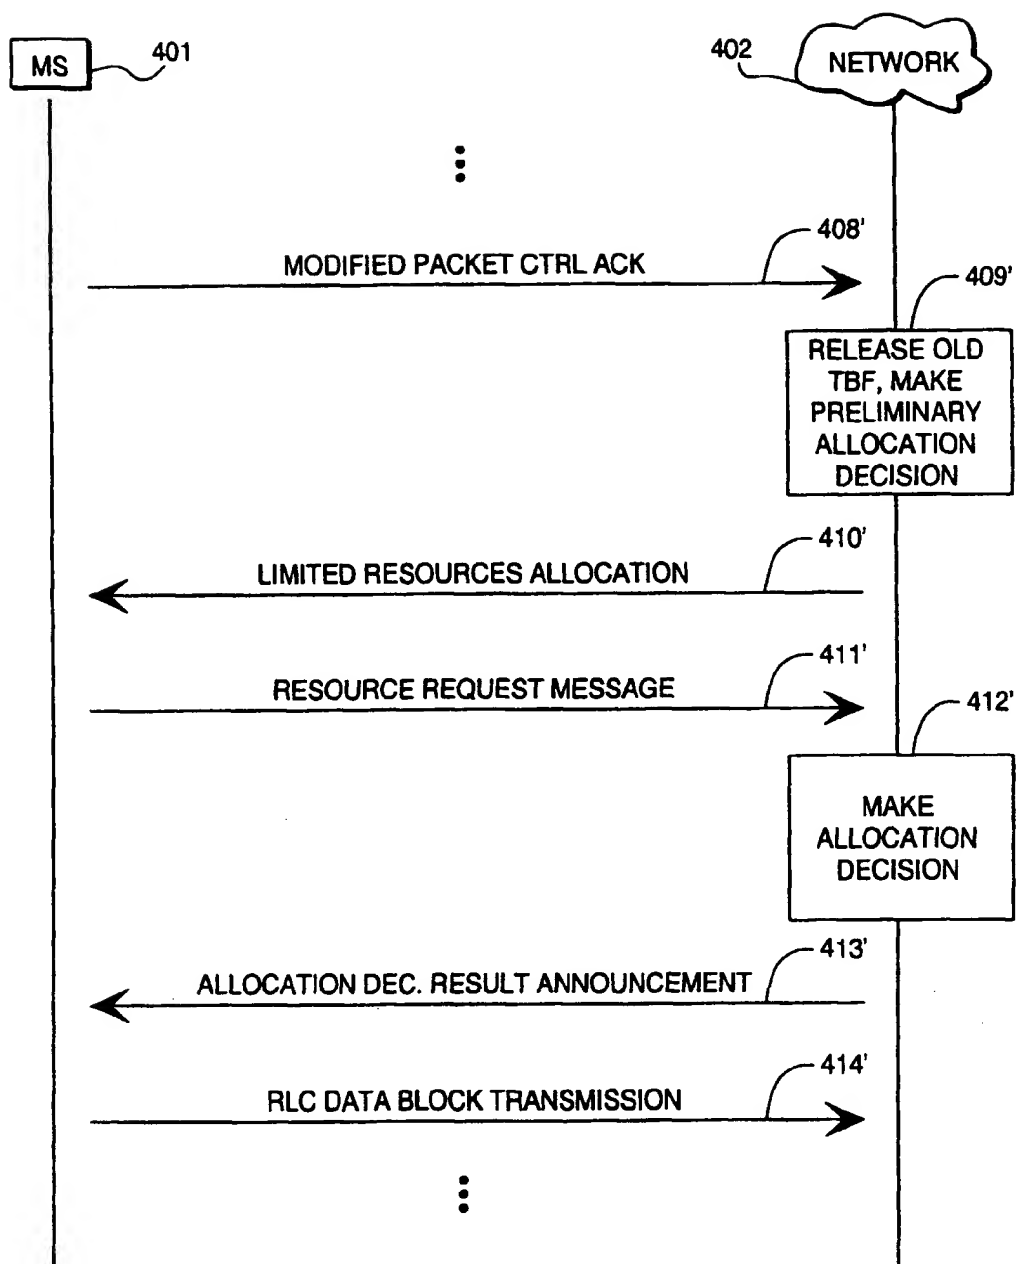 MS
401
402
NETWORK
408'
MODIFIED PACKET CTRL ACK
409'
RELEASE OLD
TBF, MAKE
PRELIMINARY
ALLOCATION
DECISION
410'
LIMITED RESOURCES ALLOCATION
411'
RESOURCE REQUEST MESSAGE
412'
MAKE
ALLOCATION
DECISION
413'
ALLOCATION DEC. RESULT ANNOUNCEMENT
414'
RLC DATA BLOCK TRANSMISSION